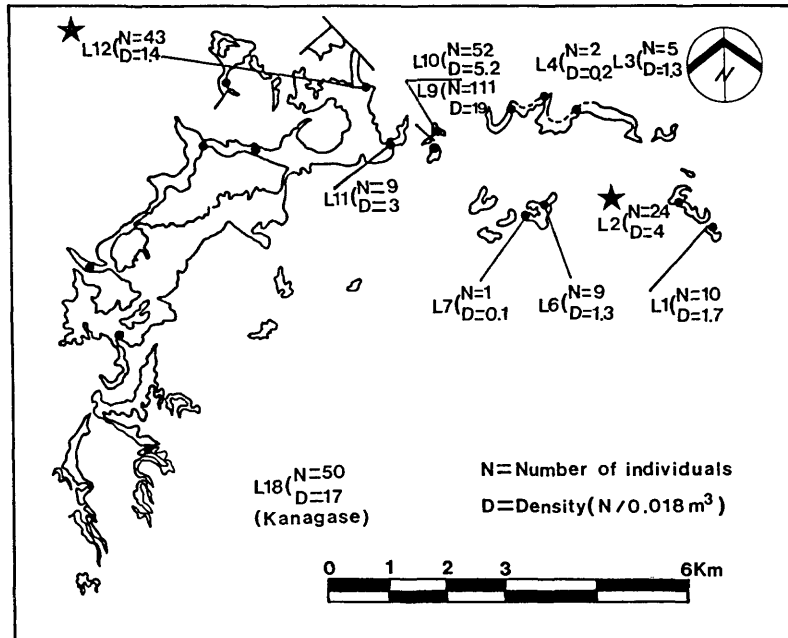 L12(N=43
D=1.4
L10(N=52
D=5.2
L9(N=111
D=19
L4(N=2
D=0.2
L3(N=5
D=1.3
N
L11(N=9
D=3
L2(N=24
D=4
L7(N=1
D=0.1
L6(N=9
D=1.3
L1(N=10
D=1.7
L18(N=50
D=17
(Kanagase)
N=Number of individuals
D=Density(N/0.018m³)
0 1 2 3 6Km